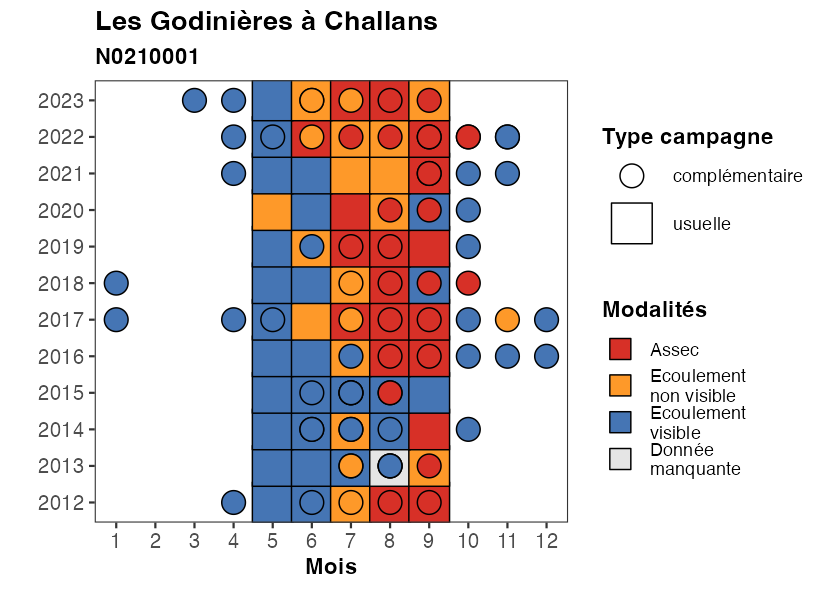 Les Godinières à Challans
N0210001
2023
2022
2021
2020
2019
2018
2017
2016
2015
2014
2013
2012
1 2 3 4 5 6 7 8 9 10 11 12
Mois
Type campagne
complémentaire
usuelle
Modalités
Assec
Ecoulement
non visible
Ecoulement
visible
Donnée
manquante